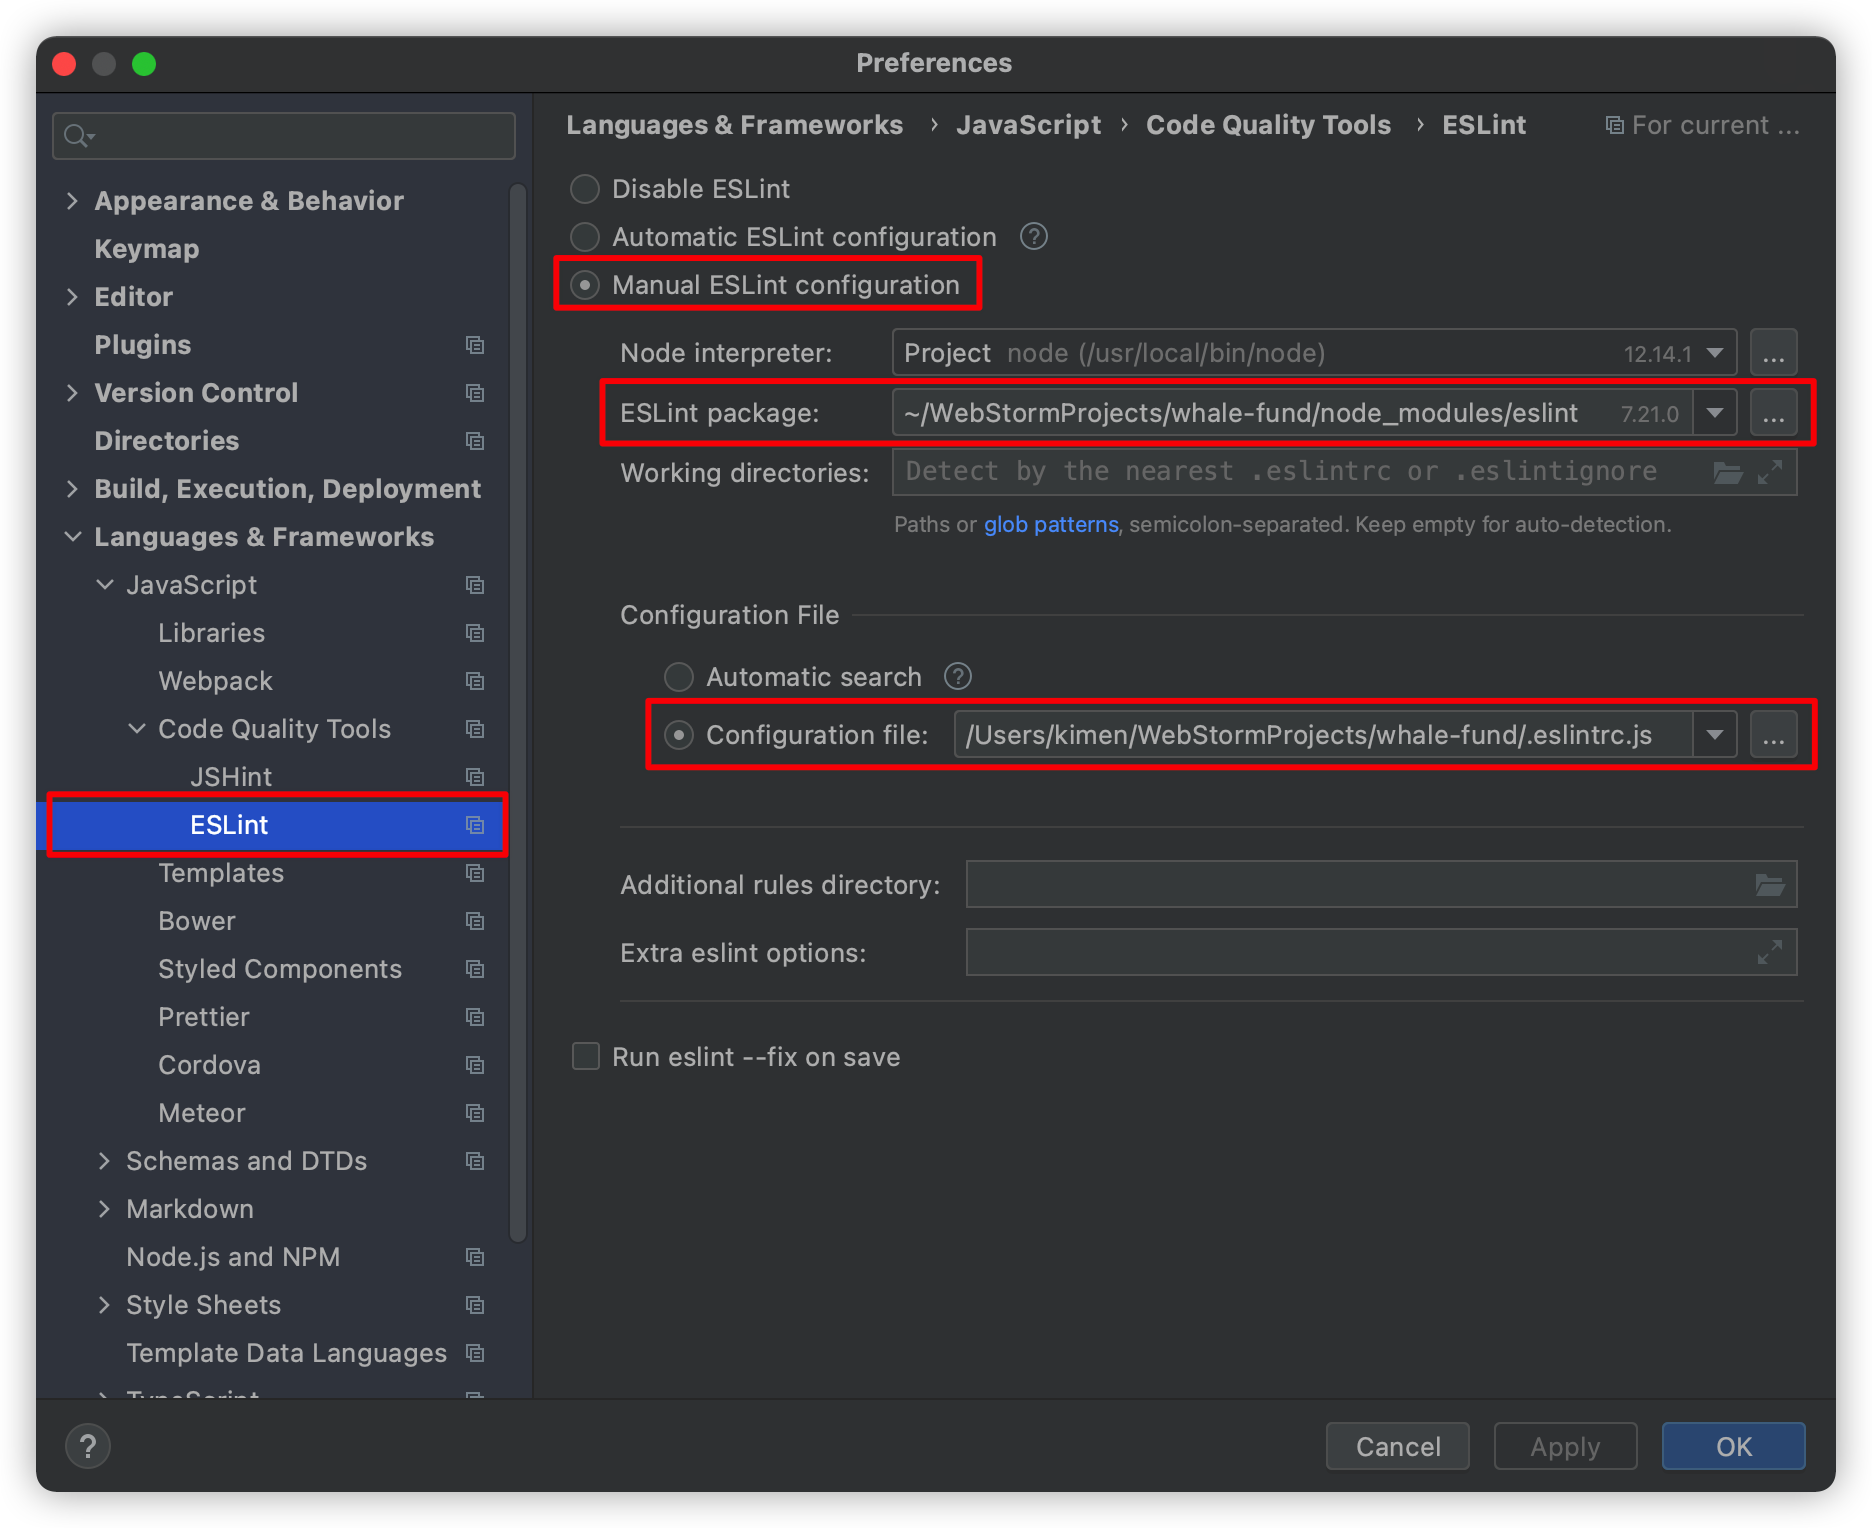 Preferences
Languages & Frameworks › JavaScript › Code Quality Tools › ESLint
For current ...
Appearance & Behavior
Keymap
Editor
Plugins
Version Control
Directories
Build, Execution, Deployment
Languages & Frameworks
JavaScript
Libraries
Webpack
Code Quality Tools
JSHint
ESLint
Templates
Bower
Styled Components
Prettier
Cordova
Meteor
Schemas and DTDs
Markdown
Node.js and NPM
Style Sheets
Template Data Languages
TypeScript
Disable ESLint
Automatic ESLint configuration ?
Manual ESLint configuration
Node interpreter: Project node (/usr/local/bin/node) 12.14.1 ...
ESLint package: ~/WebStormProjects/whale-fund/node_modules/eslint 7.21.0 ...
Working directories: Detect by the nearest .eslintrc or .eslintignore
Paths or glob patterns, semicolon-separated. Keep empty for auto-detection.
Configuration File
Automatic search ?
Configuration file: /Users/kimen/WebStormProjects/whale-fund/.eslintrc.js ...
Additional rules directory:
Extra eslint options:
Run eslint --fix on save
?
Cancel
Apply
OK